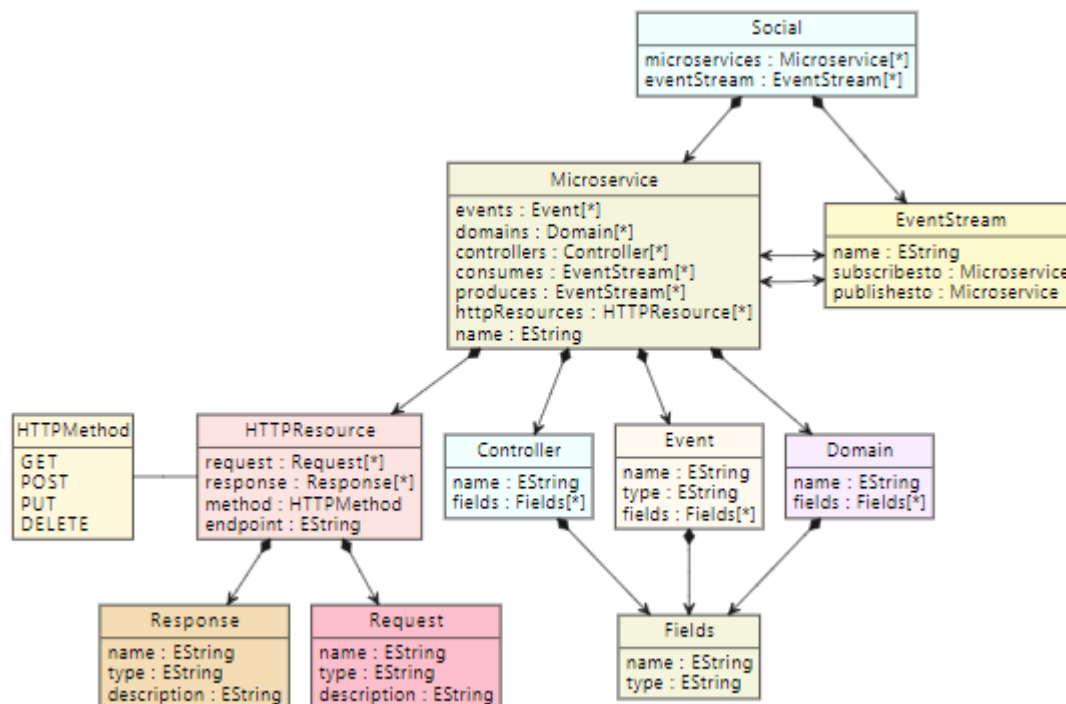 Social
microservices : Microservice[*]
eventStream : EventStream[*]
Microservice
events : Event[*]
domains : Domain[*]
controllers : Controller[*]
consumes : EventStream[*]
produces : EventStream[*]
httpResources : HTTPResource[*]
name : EString
EventStream
name : EString
subscribesto : Microservice
publishesto : Microservice
HTTPMethod
GET
POST
PUT
DELETE
HTTPResource
request : Request[*]
response : Response[*]
method : HTTPMethod
endpoint : EString
Controller
name : EString
fields : Fields[*]
Event
name : EString
type : EString
fields : Fields[*]
Domain
name : EString
fields : Fields[*]
Response
name : EString
type : EString
description : EString
Request
name : EString
type : EString
description : EString
Fields
name : EString
type : EString